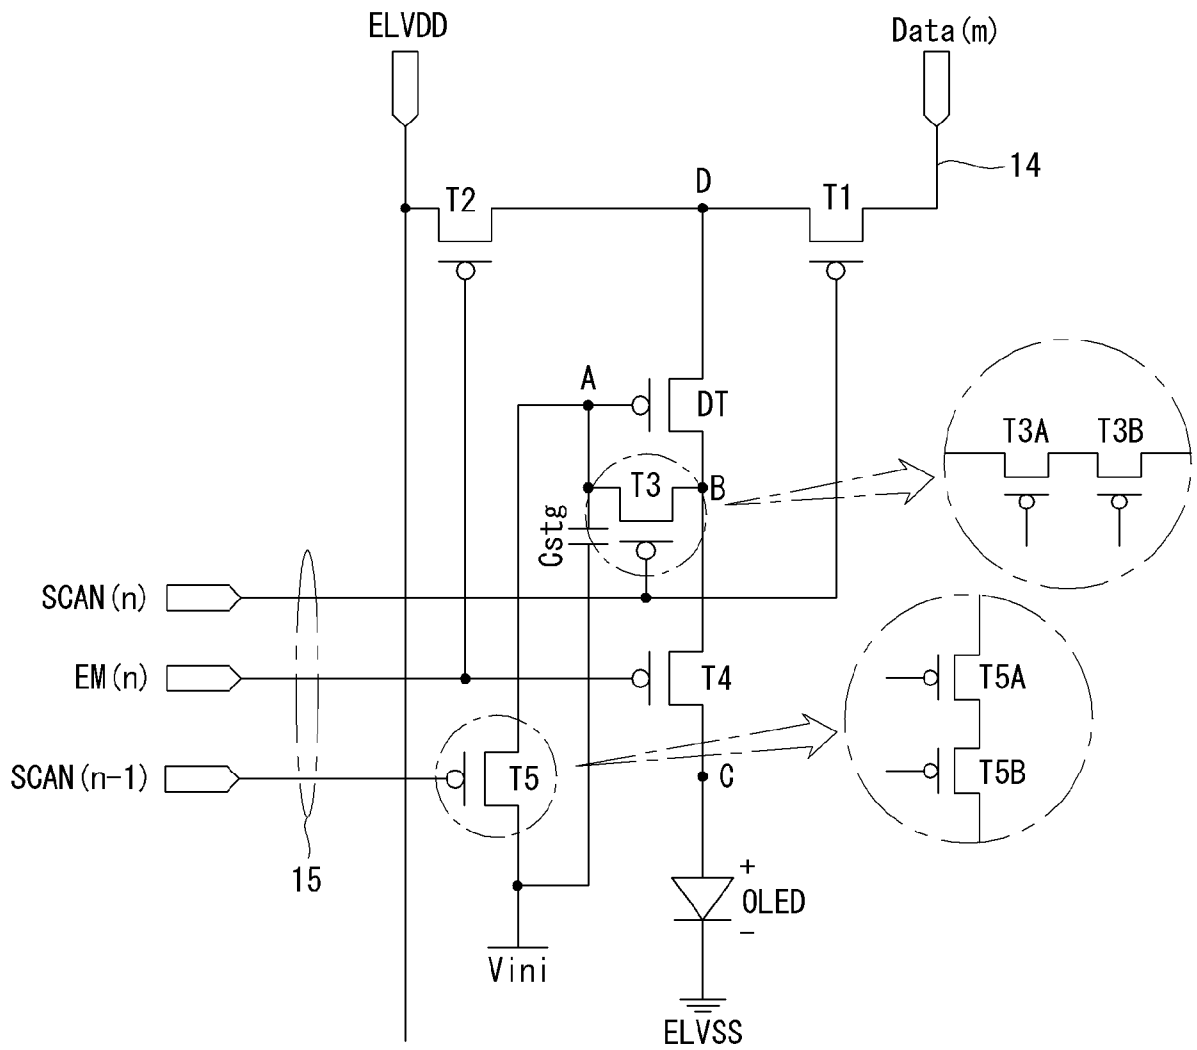 ELVDD
Data(m)
14
D
T2
T1
A
DT
T3A
T3B
T3
B
Cstg
SCAN(n)
EM(n)
T4
T5A
SCAN(n-1)
T5
C
T5B
15
+
OLED
-
Vini
ELVSS